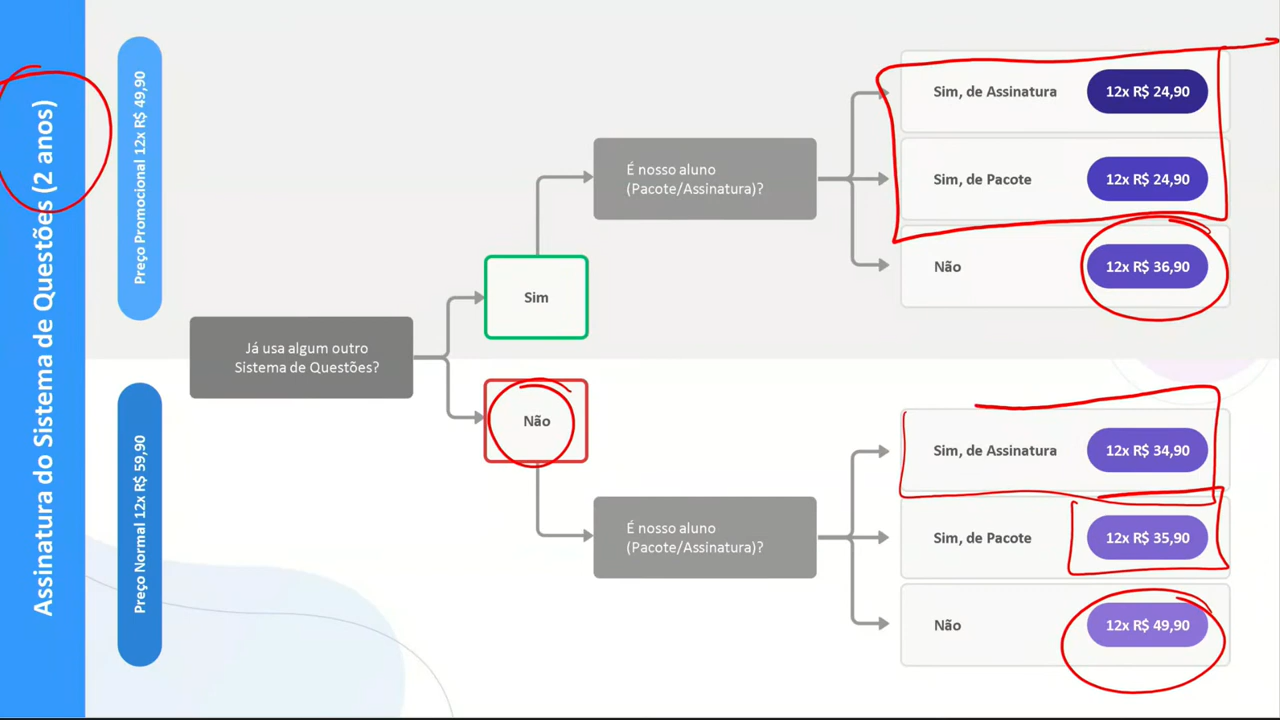 Assinatura do Sistema de Questões (2 anos)
Preço Promocional 12x R$ 49,90
Preço Normal 12x R$ 59,90
Já usa algum outro
Sistema de Questões?
Sim
É nosso aluno
(Pacote/Assinatura)?
Sim, de Assinatura
12x R$ 24,90
Sim, de Pacote
12x R$ 24,90
Não
12x R$ 36,90
Não
É nosso aluno
(Pacote/Assinatura)?
Sim, de Assinatura
12x R$ 34,90
Sim, de Pacote
12x R$ 35,90
Não
12x R$ 49,90